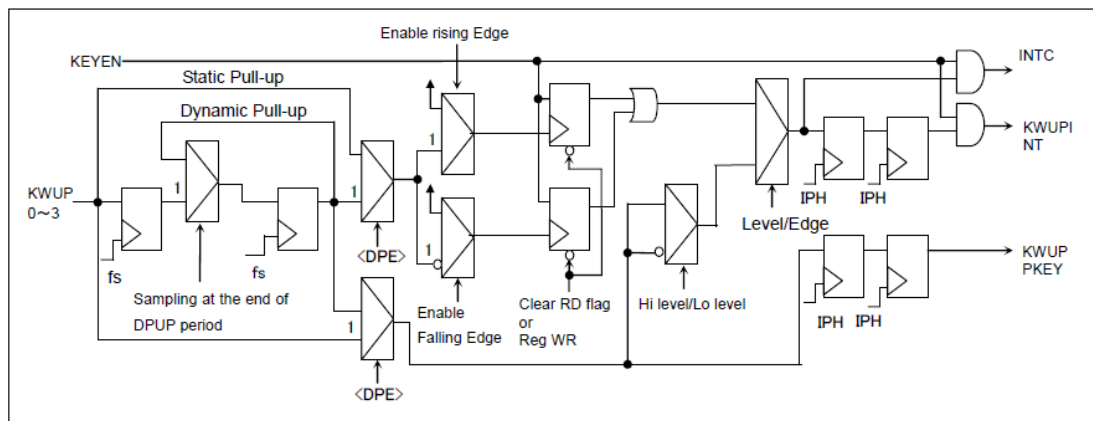 Enable rising Edge
KEYEN
INTC
Static Pull-up
Dynamic Pull-up
1
KWUPI
NT
1
KWUP
0～3
1
1
IPH
IPH
Level/Edge
fs
fs
<DPE>
1
KWUP
PKEY
Sampling at the end of
DPUP period
Enable
Falling Edge
Clear RD flag
or
Reg WR
Hi level/Lo level
IPH
IPH
1
<DPE>